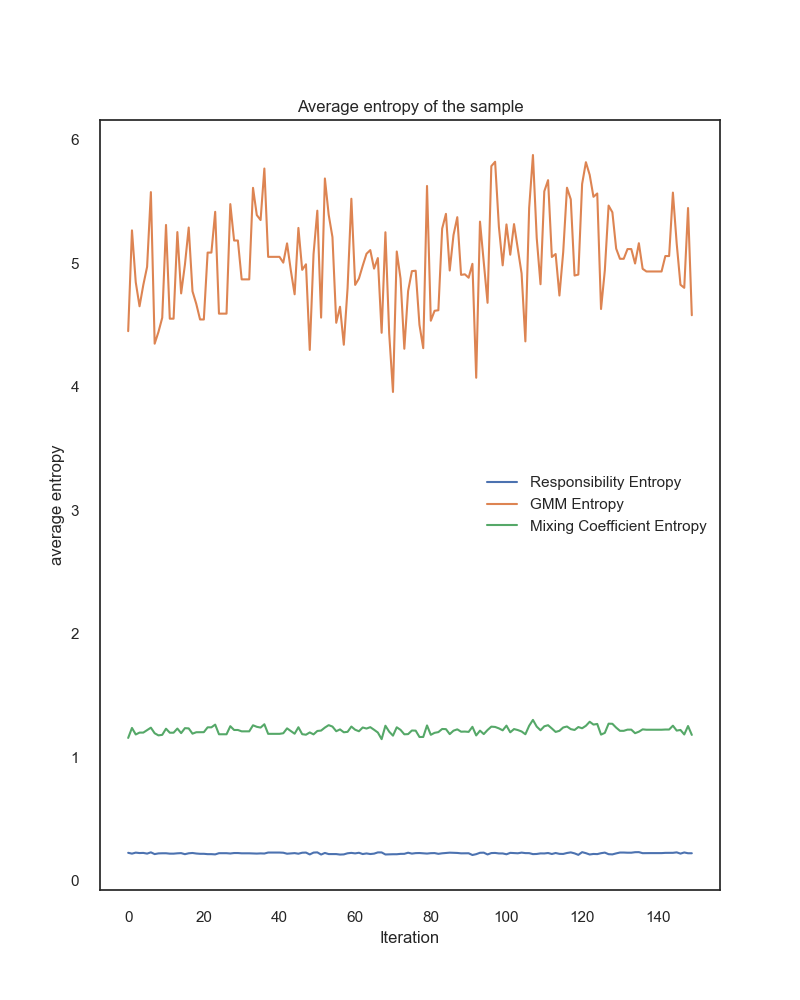 Average entropy of the sample
6
5
4
3
2
1
0
average entropy
Responsibility Entropy
GMM Entropy
Mixing Coefficient Entropy
0 20 40 60 80 100 120 140
Iteration